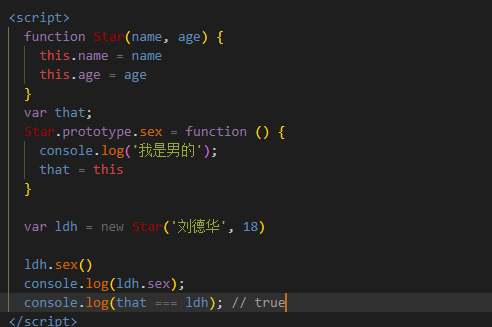 <script>
function Star(name, age) {
this.name = name
this.age = age
}
var that;
Star.prototype.sex = function () {
console.log('我是男的');
that = this
}
var ldh = new Star('刘德华', 18)
ldh.sex()
console.log(ldh.sex);
console.log(that === ldh); // true
</script>